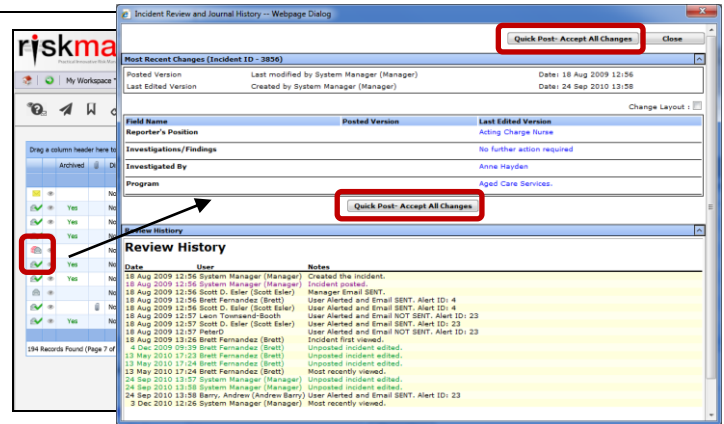 Incident Review and Journal History -- Webpage Dialog
riskma
My Workspace
Drag a column header here to
Archived Di
No
Yes No
Yes No
No
Yes No
No
No
Yes No
194 Records Found (Page 7 of
Quick Post- Accept All Changes Close
Most Recent Changes (Incident ID - 3856)
Posted Version Last modified by System Manager (Manager) Date: 18 Aug 2009 12:56
Last Edited Version Created by System Manager (Manager) Date: 24 Sep 2010 13:58
Change Layout :
Field Name Posted Version Last Edited Version
Reporter's Position Acting Charge Nurse
Investigations/Findings No further action required
Investigated By Anne Hayden
Program Aged Care Services.
Quick Post- Accept All Changes
Review History
Review History
Date User Notes
18 Aug 2009 12:56 System Manager (Manager) Created the incident.
18 Aug 2009 12:56 System Manager (Manager) Incident posted.
18 Aug 2009 12:56 Scott D. Esler (Scott Esler) Manager Email SENT.
18 Aug 2009 12:56 Brett Fernandez (Brett) User Alerted and Email SENT. Alert ID: 4
18 Aug 2009 12:56 Scott D. Esler (Scott Esler) User Alerted and Email SENT. Alert ID: 4
18 Aug 2009 12:57 Leon Townsend-Booth User Alerted and Email NOT SENT. Alert ID: 23
18 Aug 2009 12:57 Scott D. Esler (Scott Esler) User Alerted and Email SENT. Alert ID: 23
18 Aug 2009 12:57 PeterD User Alerted and Email NOT SENT. Alert ID: 23
18 Aug 2009 13:26 Brett Fernandez (Brett) Incident first viewed.
4 Dec 2009 09:39 Brett Fernandez (Brett) Unposted incident edited.
13 May 2010 17:23 Brett Fernandez (Brett) Unposted incident edited.
13 May 2010 17:24 Brett Fernandez (Brett) Unposted incident edited.
13 May 2010 17:24 Brett Fernandez (Brett) Most recently viewed.
24 Sep 2010 13:57 System Manager (Manager) Unposted incident edited.
24 Sep 2010 13:58 System Manager (Manager) Unposted incident edited.
24 Sep 2010 13:58 Barry, Andrew (Andrew Barry) User Alerted and Email SENT. Alert ID: 23
3 Dec 2010 12:26 System Manager (Manager) Most recently viewed.